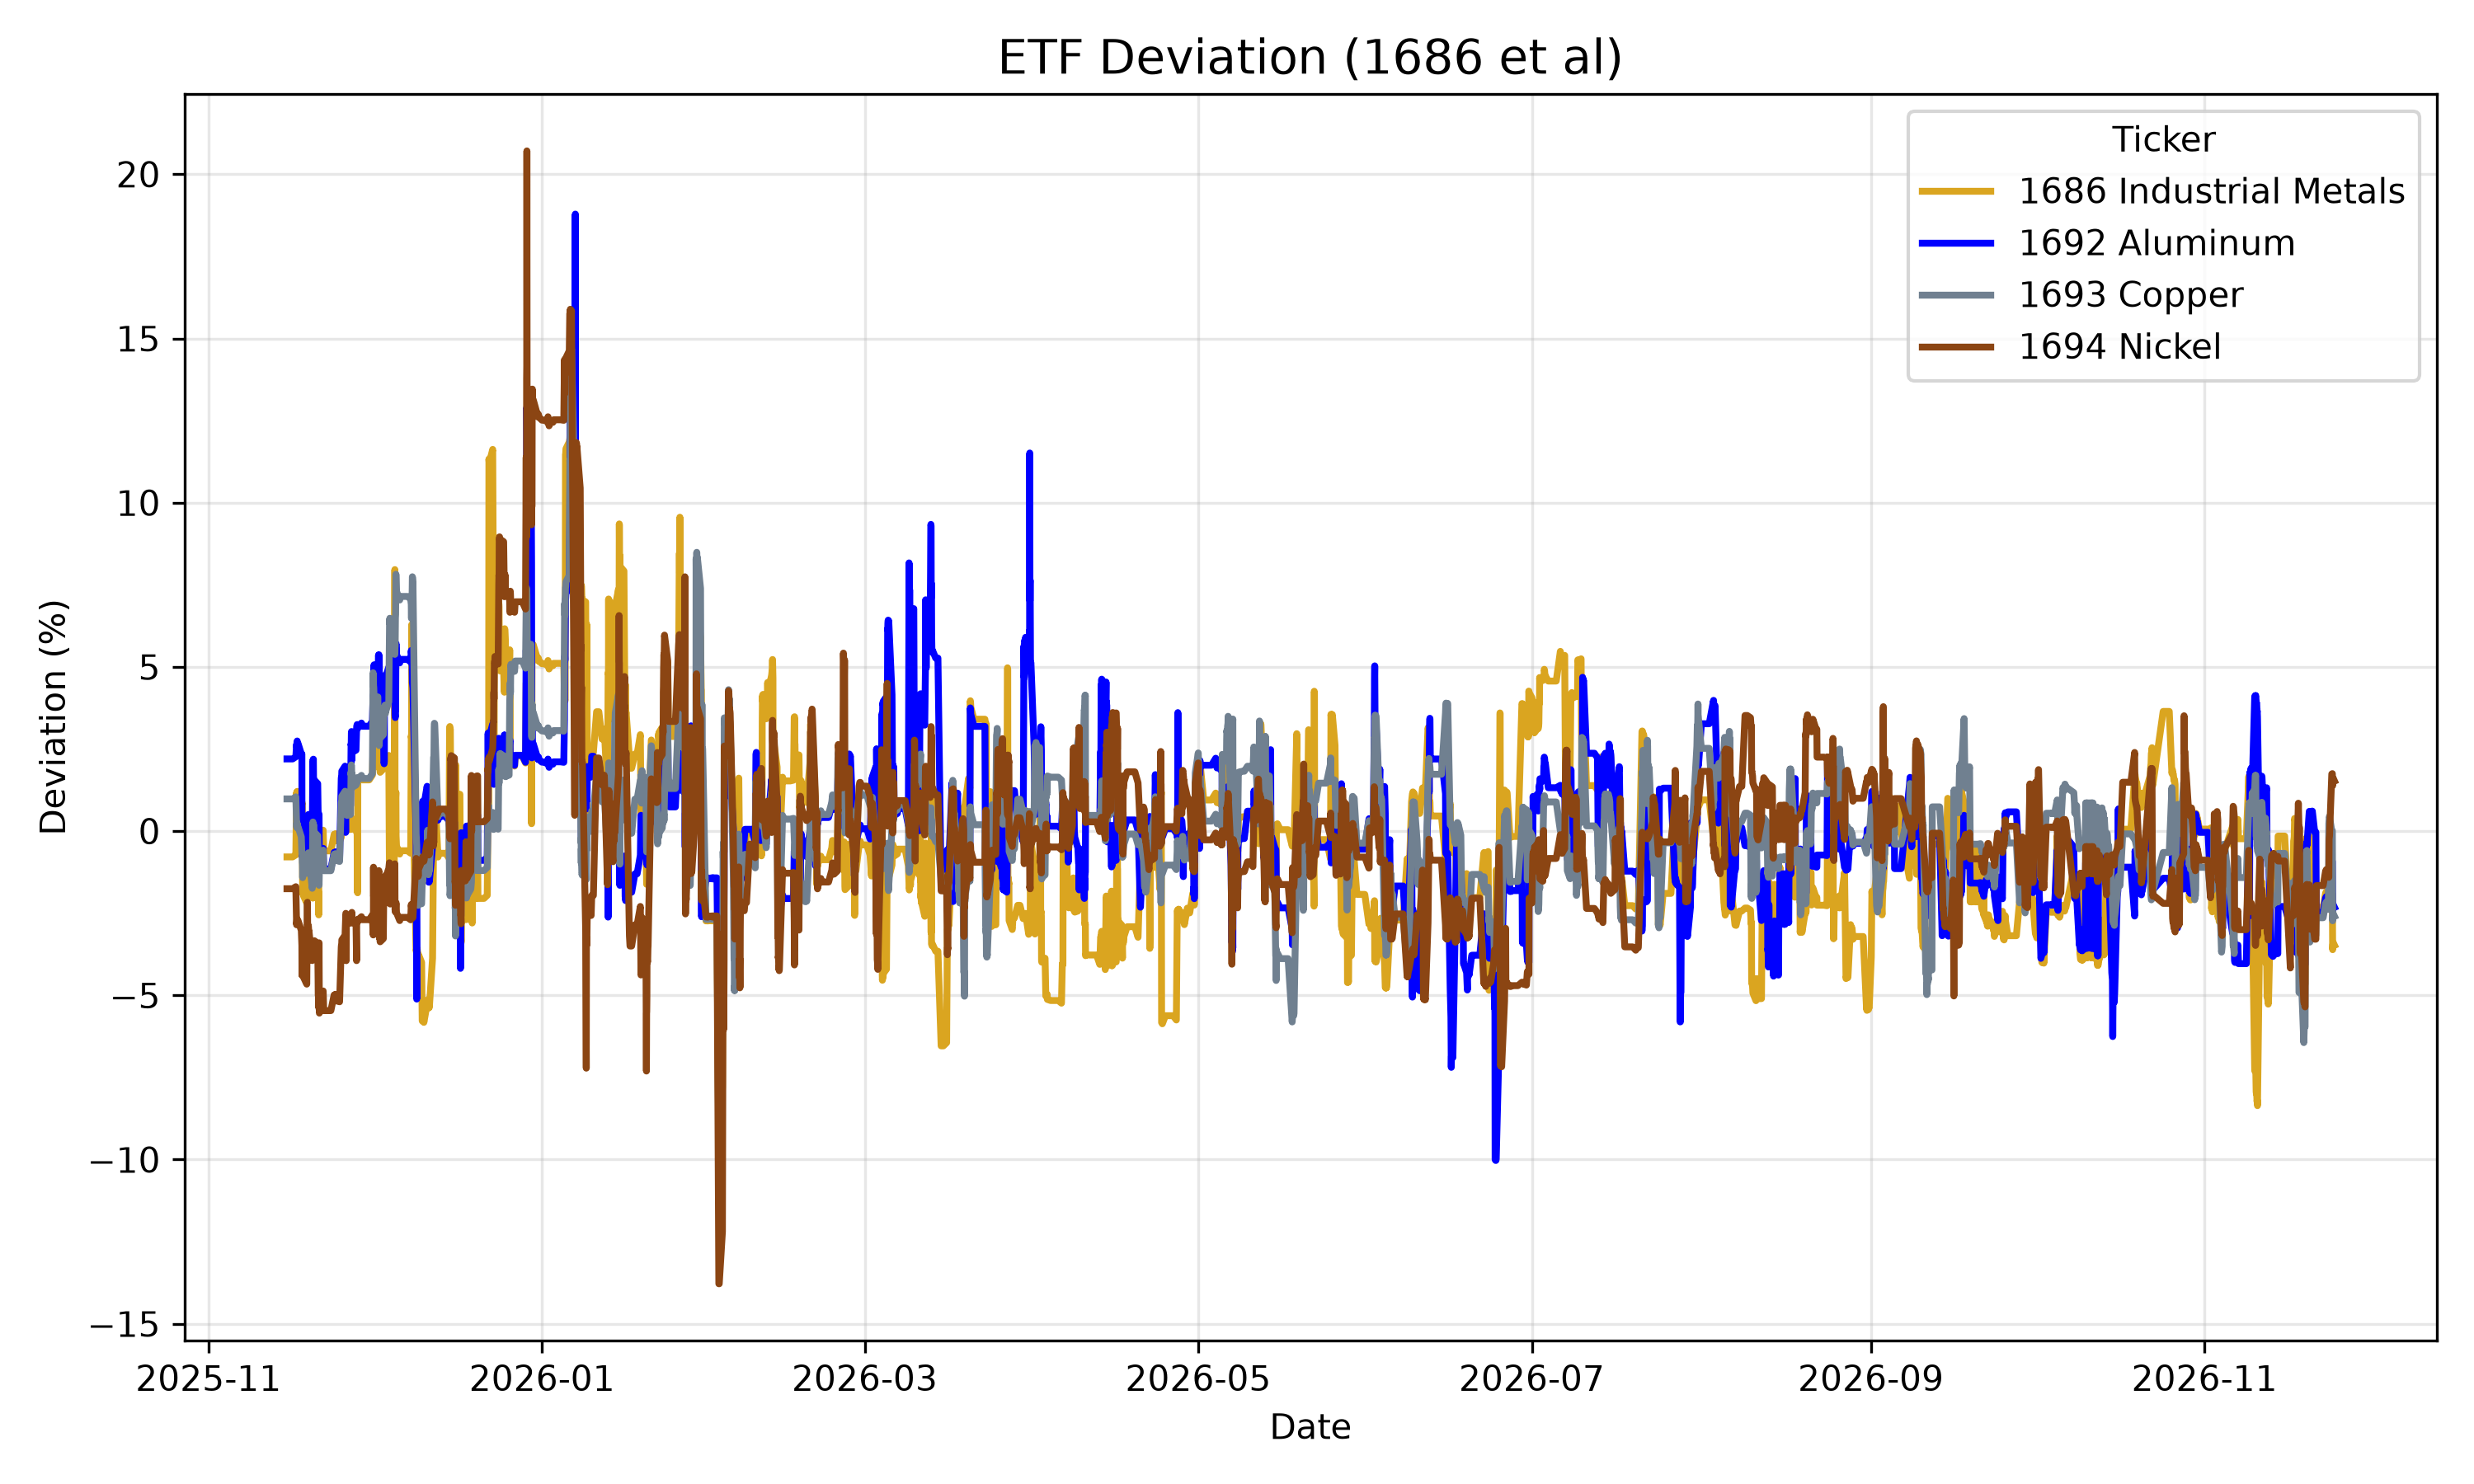 ETF Deviation (1686 et al)
Ticker
1686 Industrial Metals
1692 Aluminum
1693 Copper
1694 Nickel
Deviation (%)
20
15
10
5
0
−5
−10
−15
2025-11
2026-01
2026-03
2026-05
2026-07
2026-09
2026-11
Date